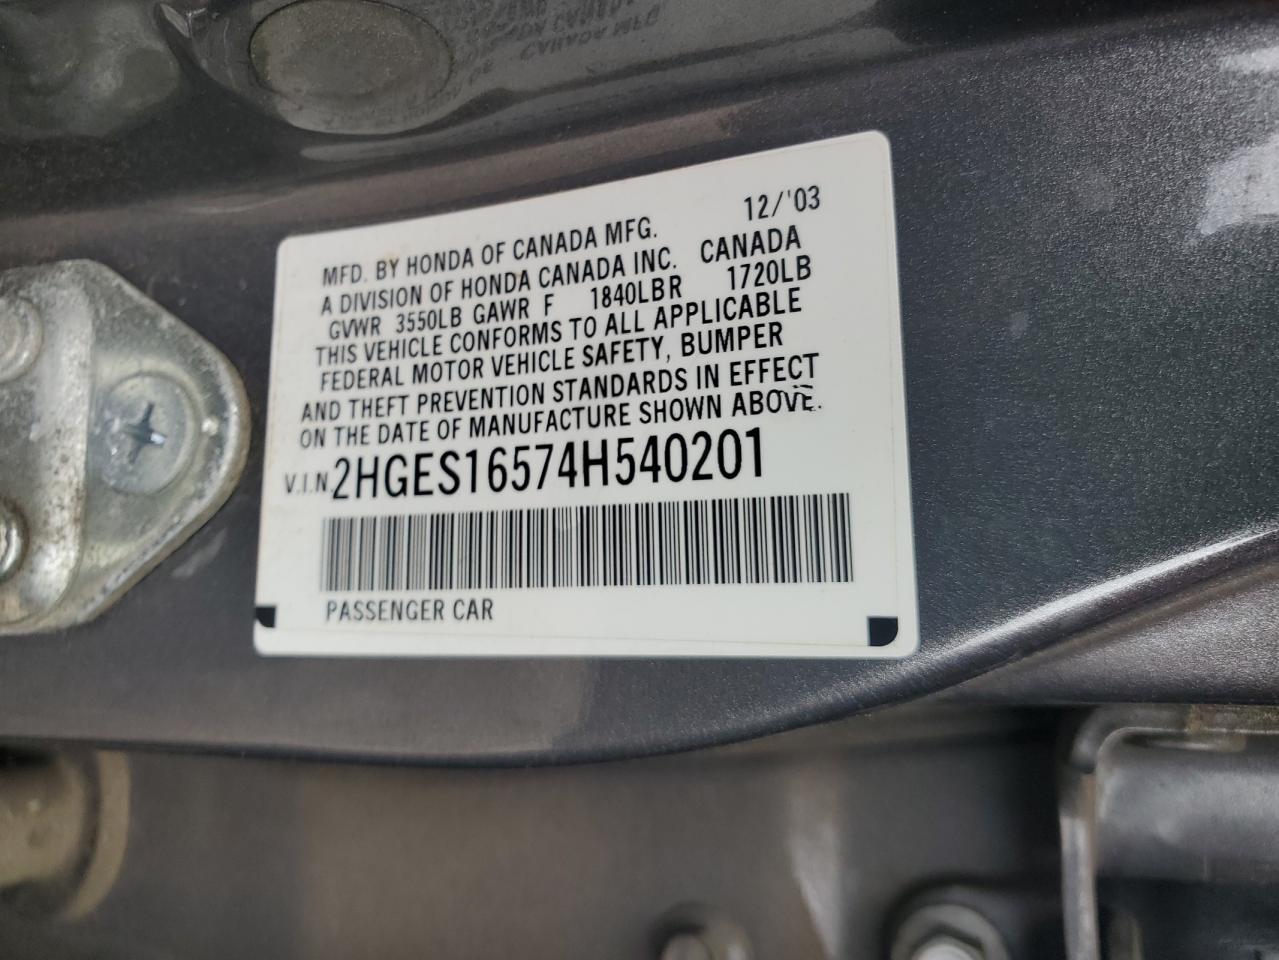 MFD. BY HONDA OF CANADA MFG. 12/'03
A DIVISION OF HONDA CANADA INC. CANADA
GVWR 3550LB GAWR F 1840LBR 1720LB
THIS VEHICLE CONFORMS TO ALL APPLICABLE
FEDERAL MOTOR VEHICLE SAFETY, BUMPER
AND THEFT PREVENTION STANDARDS IN EFFECT
ON THE DATE OF MANUFACTURE SHOWN ABOVE.
V.I.N 2HGES16574H540201
PASSENGER CAR